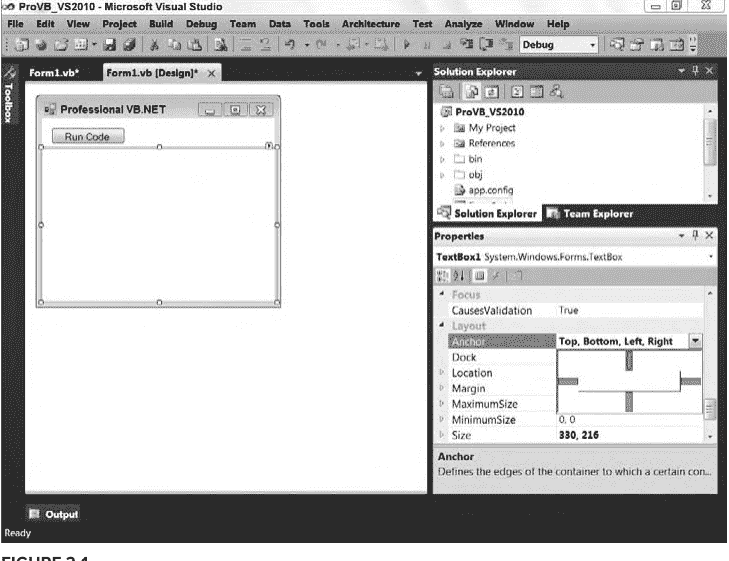 ProVB_VS2010 - Microsoft Visual Studio
File Edit View Project Build Debug Team Data Tools Architecture Test Analyze Window Help
Debug
Toolbox
Form1.vb* Form1.vb [Design]*
Professional VB.NET
Run Code
Solution Explorer
ProVB_VS2010
My Project
References
bin
obj
app.config
Solution Explorer Team Explorer
Properties
TextBox1 System.Windows.Forms.TextBox
Focus
CausesValidation True
Layout
Anchor Top, Bottom, Left, Right
Dock
Location
Margin
MaximumSize
MinimumSize 0, 0
Size 330, 216
Anchor
Defines the edges of the container to which a certain con...
Output
Ready